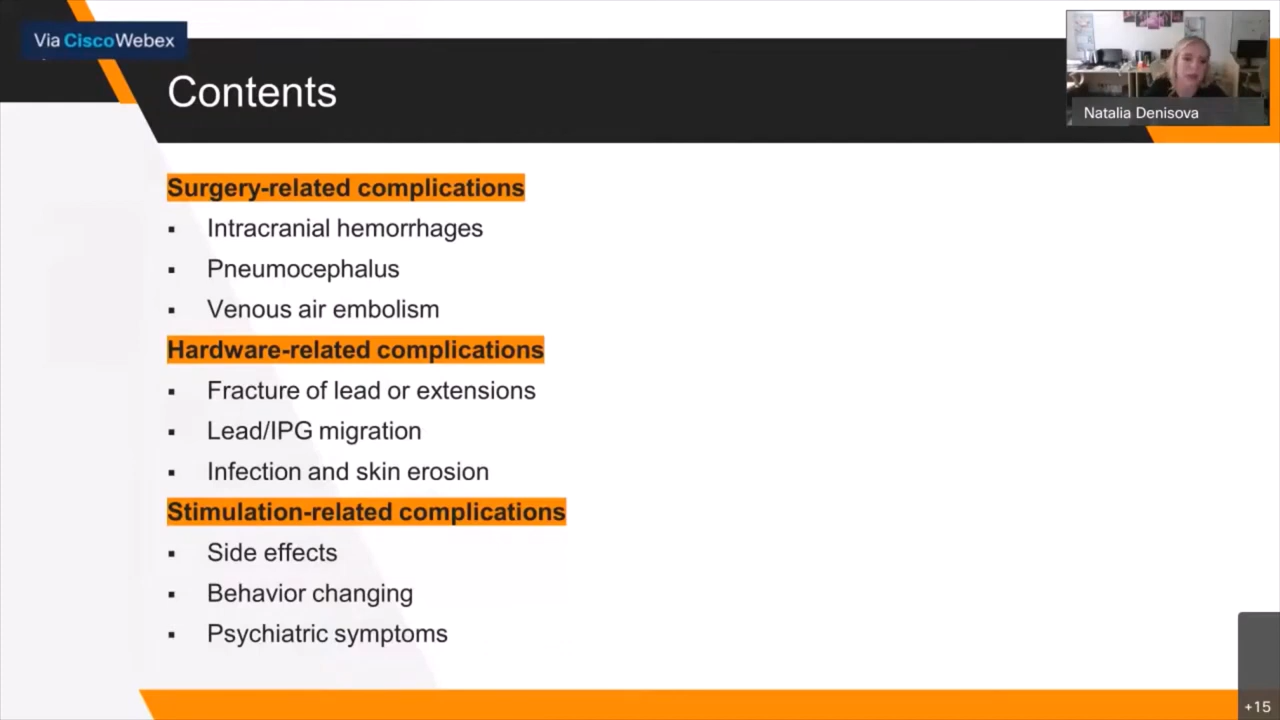 Via CiscoWebex
Contents
Natalia Denisova
Surgery-related complications
▪ Intracranial hemorrhages
▪ Pneumocephalus
▪ Venous air embolism
Hardware-related complications
▪ Fracture of lead or extensions
▪ Lead/IPG migration
▪ Infection and skin erosion
Stimulation-related complications
▪ Side effects
▪ Behavior changing
▪ Psychiatric symptoms
+15